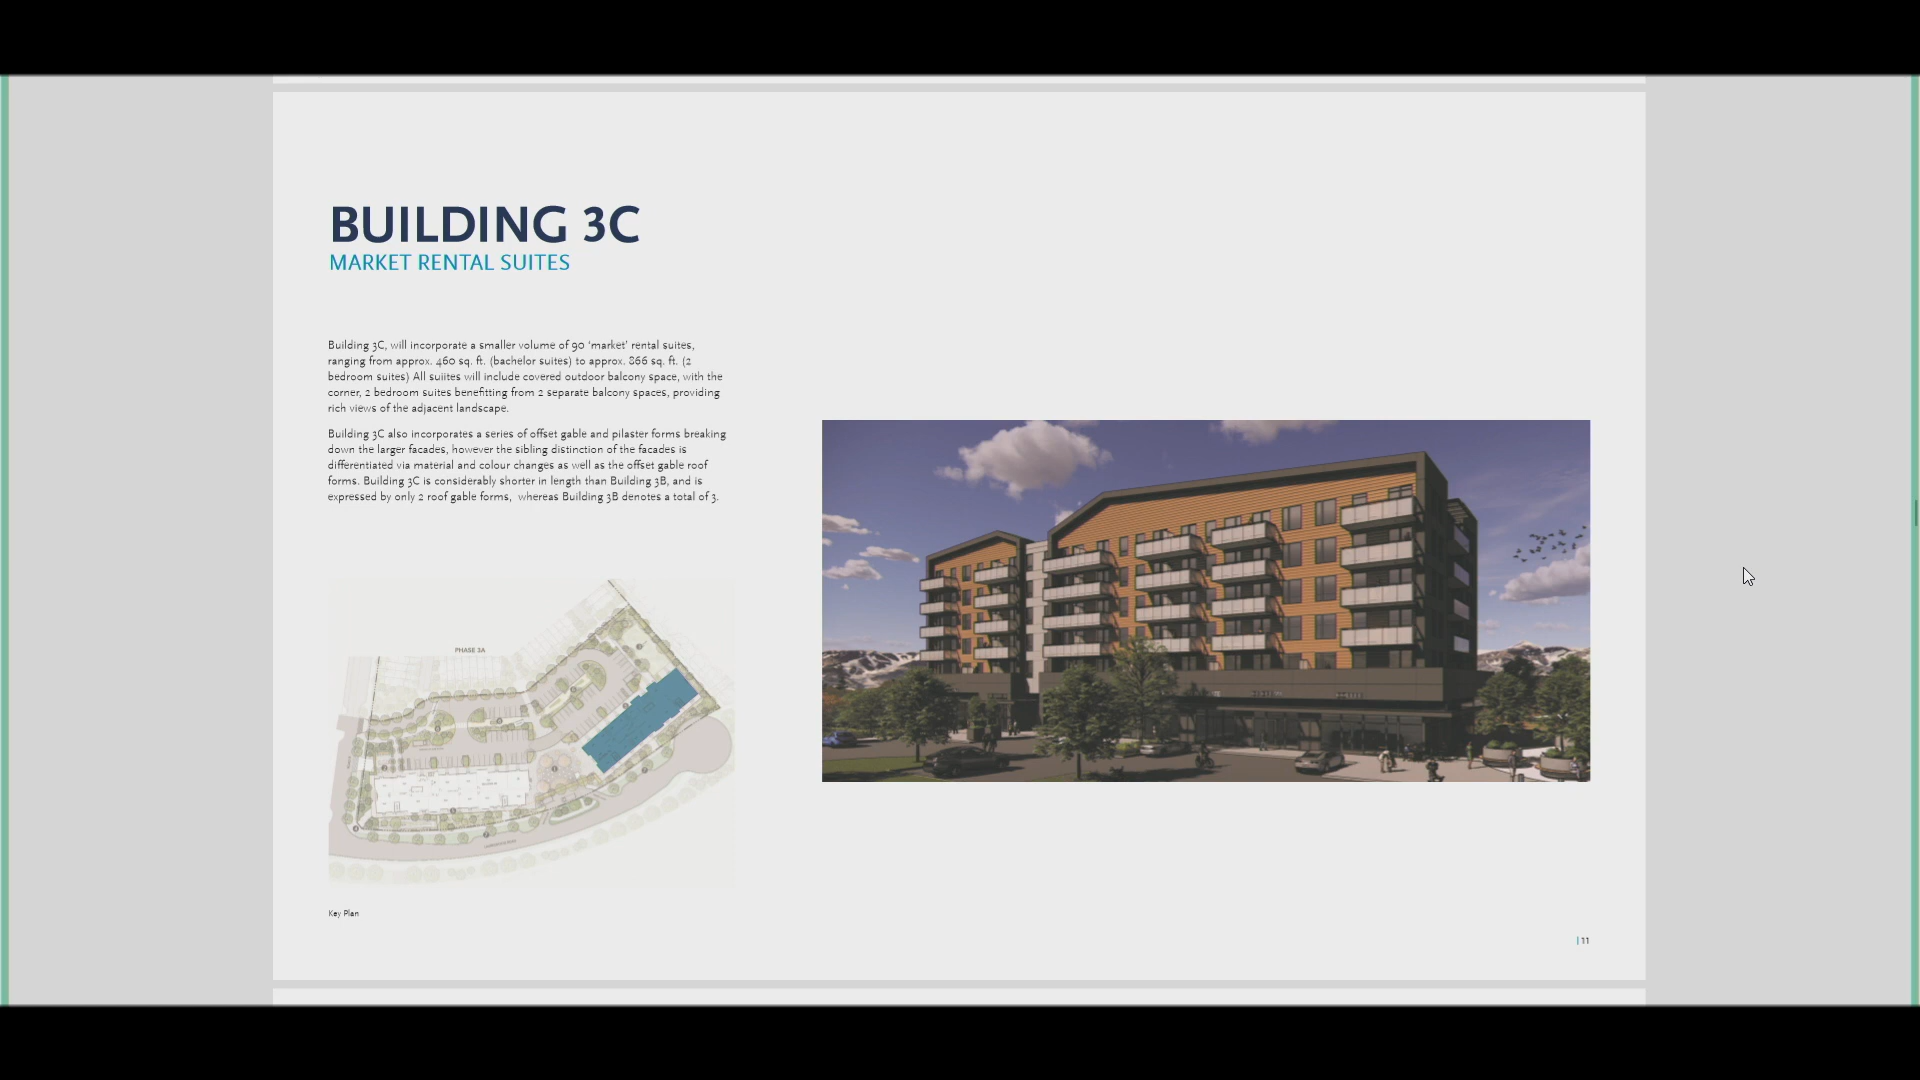 BUILDING 3C
MARKET RENTAL SUITES
Building 3C, will incorporate a smaller volume of 90 ‘market’ rental suites,
ranging from approx. 460 sq. ft. (bachelor suites) to approx. 866 sq. ft. (2
bedroom suites) All suiites will include covered outdoor balcony space, with the
corner, 2 bedroom suites benefitting from 2 separate balcony spaces, providing
rich views of the adjacent landscape.
Building 3C also incorporates a series of offset gable and pilaster forms breaking
down the larger facades, however the sibling distinction of the facades is
differentiated via material and colour changes as well as the offset gable roof
forms. Building 3C is considerably shorter in length than Building 3B, and is
expressed by only 2 roof gable forms,  whereas Building 3B denotes a total of 3.
PHASE 3A
Key Plan
| 11